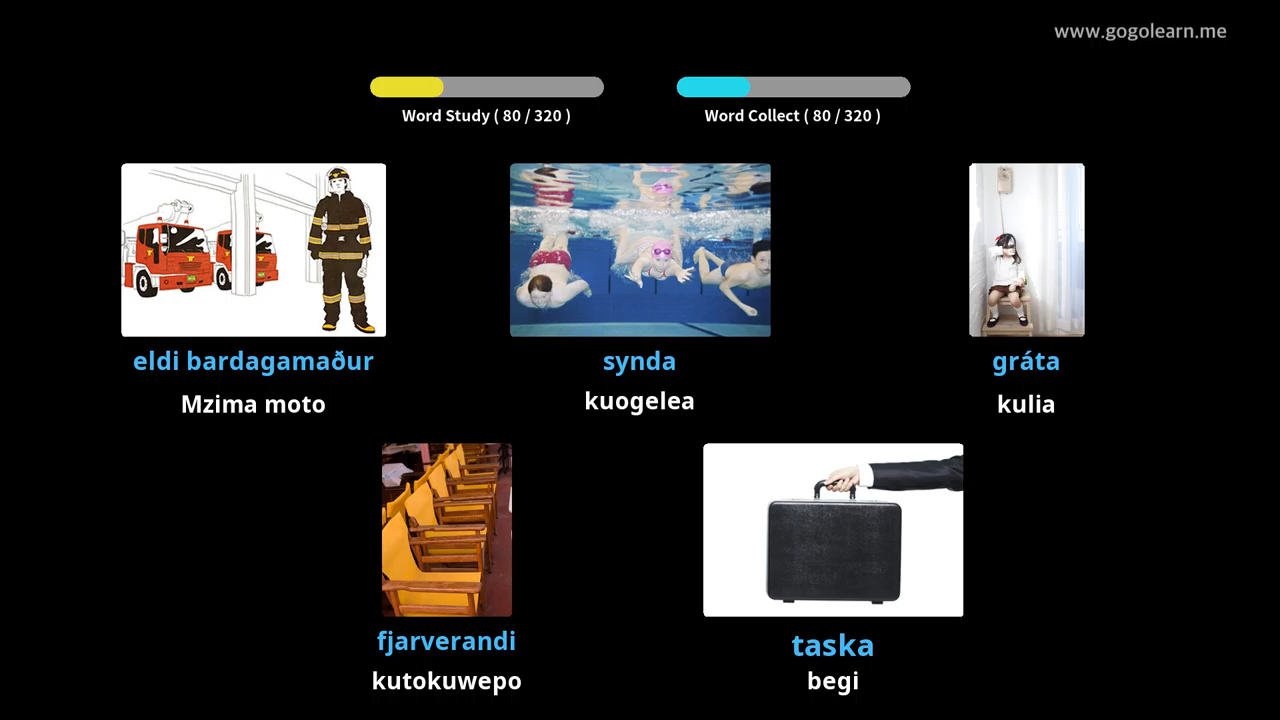 www.gogolearn.me
Word Study ( 80 / 320 )
Word Collect ( 80 / 320 )
eldi bardagamaður
Mzima moto
synda
kuogelea
gráta
kulia
fjarverandi
kutokuwepo
taska
begi